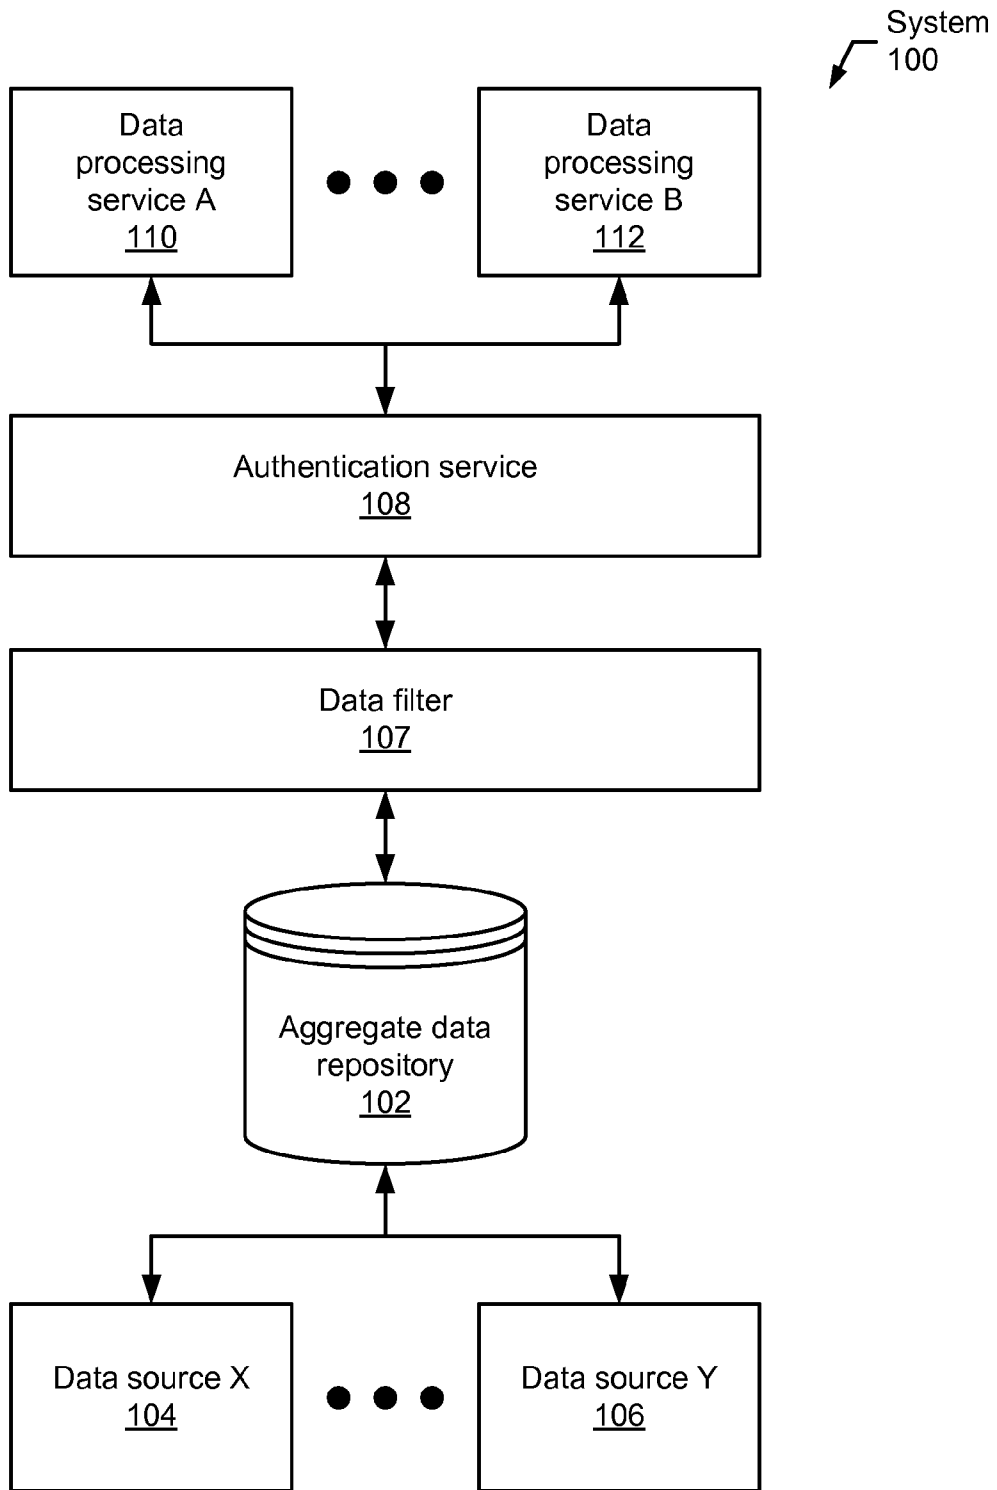 System
100
Data
processing
service A
110
Data
processing
service B
112
Authentication service
108
Data filter
107
Aggregate data
repository
102
Data source X
104
Data source Y
106